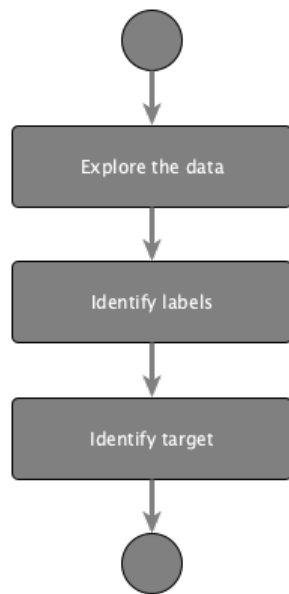 Explore the data
Identify labels
Identify target